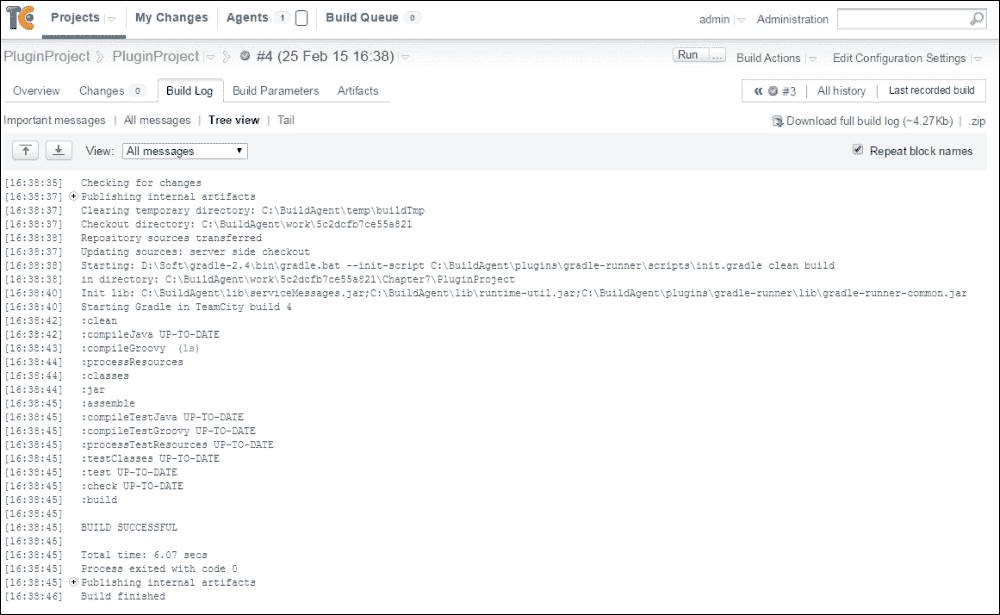 TC Projects My Changes Agents 1 Build Queue 0 admin Administration
PluginProject PluginProject #4 (25 Feb 15 16:38) Run ... Build Actions Edit Configuration Settings
Overview Changes 0 Build Log Build Parameters Artifacts « #3 All history Last recorded build
Important messages | All messages | Tree view | Tail Download full build log (~4.27Kb) | .zip
View: All messages Repeat block names
[16:38:35] Checking for changes
[16:38:37] Publishing internal artifacts
[16:38:37] Clearing temporary directory: C:\BuildAgent\temp\buildTmp
[16:38:37] Checkout directory: C:\BuildAgent\work\5c2dcfb7ce55a821
[16:38:38] Repository sources transferred
[16:38:37] Updating sources: server side checkout
[16:38:38] Starting: D:\Soft\gradle-2.4\bin\gradle.bat --init-script C:\BuildAgent\plugins\gradle-runner\scripts\init.gradle clean build
[16:38:38] in directory: C:\BuildAgent\work\5c2dcfb7ce55a821\Chapter7\PluginProject
[16:38:40] Init lib: C:\BuildAgent\lib\serviceMessages.jar;C:\BuildAgent\lib\runtime-util.jar;C:\BuildAgent\plugins\gradle-runner\lib\gradle-runner-common.jar
[16:38:40] Starting Gradle in TeamCity build 4
[16:38:42] :clean
[16:38:42] :compileJava UP-TO-DATE
[16:38:43] :compileGroovy (1s)
[16:38:44] :processResources
[16:38:44] :classes
[16:38:44] :jar
[16:38:45] :assemble
[16:38:45] :compileTestJava UP-TO-DATE
[16:38:45] :compileTestGroovy UP-TO-DATE
[16:38:45] :processTestResources UP-TO-DATE
[16:38:45] :testClasses UP-TO-DATE
[16:38:45] :test UP-TO-DATE
[16:38:45] :check UP-TO-DATE
[16:38:45] :build
[16:38:45]
[16:38:45] BUILD SUCCESSFUL
[16:38:45]
[16:38:45] Total time: 6.07 secs
[16:38:45] Process exited with code 0
[16:38:45] Publishing internal artifacts
[16:38:46] Build finished